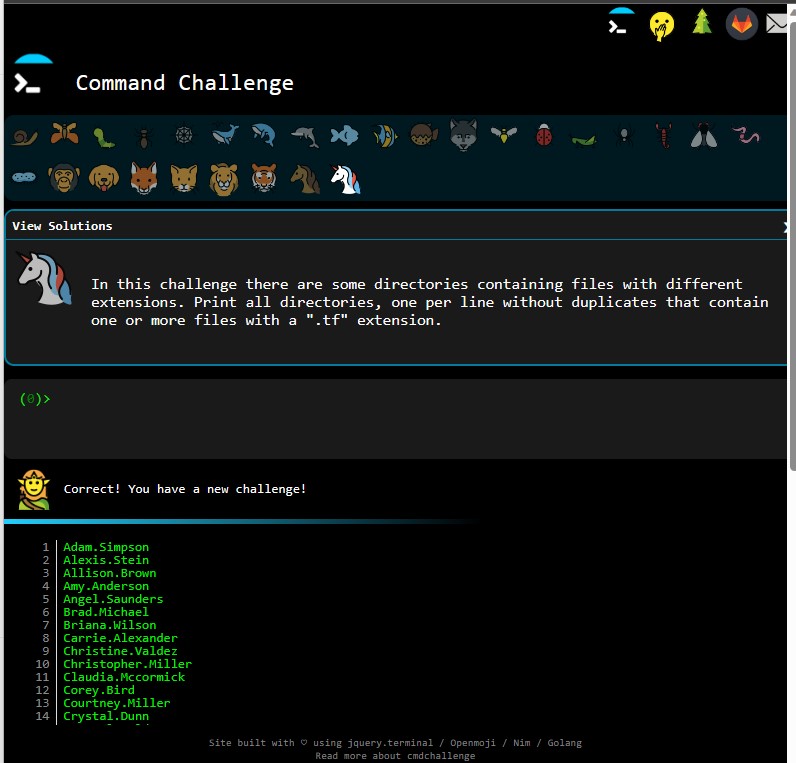 Command Challenge
View Solutions
In this challenge there are some directories containing files with different
extensions. Print all directories, one per line without duplicates that contain
one or more files with a ".tf" extension.
(0)>
Correct! You have a new challenge!
1 Adam.Simpson
2 Alexis.Stein
3 Allison.Brown
4 Amy.Anderson
5 Angel.Saunders
6 Brad.Michael
7 Briana.Wilson
8 Carrie.Alexander
9 Christine.Valdez
10 Christopher.Miller
11 Claudia.Mccormick
12 Corey.Bird
13 Courtney.Miller
14 Crystal.Dunn
Site built with ♡ using jquery.terminal / Openmoji / Nim / Golang
Read more about cmdchallenge